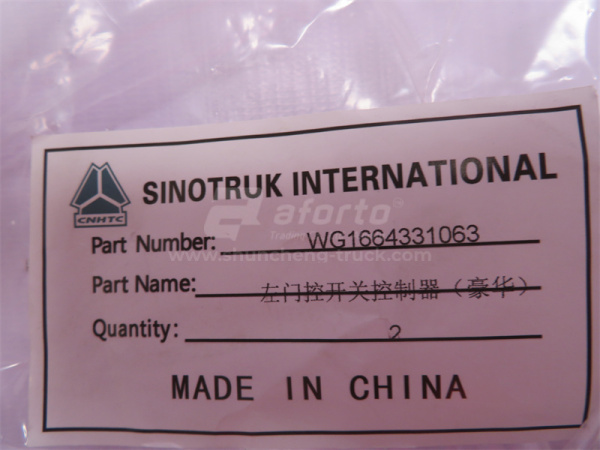 SINOTRUK INTERNATIONAL
CNHTC
aforto
Trading
Part Number: WG1664331063
www.shuncheng-truck.com
Part Name: 左门控开关控制器（豪华）
Quantity: 2
MADE IN CHINA